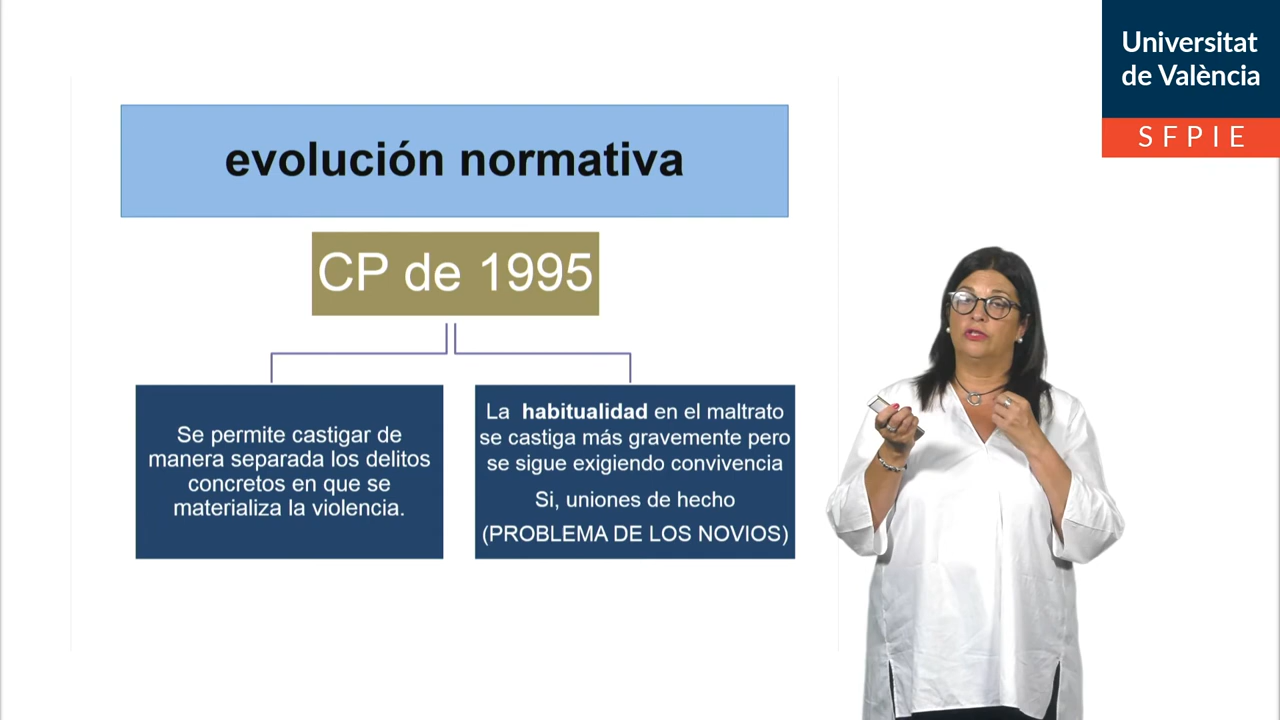 Universitat
de València
SFPIE
evolución normativa
CP de 1995
Se permite castigar de
manera separada los delitos
concretos en que se
materializa la violencia.
La habitualidad en el maltrato
se castiga más gravemente pero
se sigue exigiendo convivencia
Si, uniones de hecho
(PROBLEMA DE LOS NOVIOS)